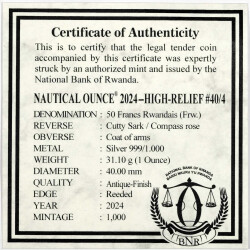 Certificate of Authenticity
This is to certify that the legal tender coin
accompanied by this certificate was expertly
struck by an authorized mint and issued by the
National Bank of Rwanda.
NAUTICAL OUNCE® 2024–HIGH-RELIEF #40/4
DENOMINATION : 50 Francs Rwandais (Frw.)
REVERSE : Cutty Sark / Compass rose
OBVERSE : Coat of arms
METAL : Silver 999/1.000
WEIGHT : 31.10 g (1 Ounce)
DIAMETER : 40.00 mm
QUALITY : Antique-Finish
EDGE : Reeded
YEAR : 2024
MINTAGE : 1,000
NATIONAL BANK OF RWANDA
BNR